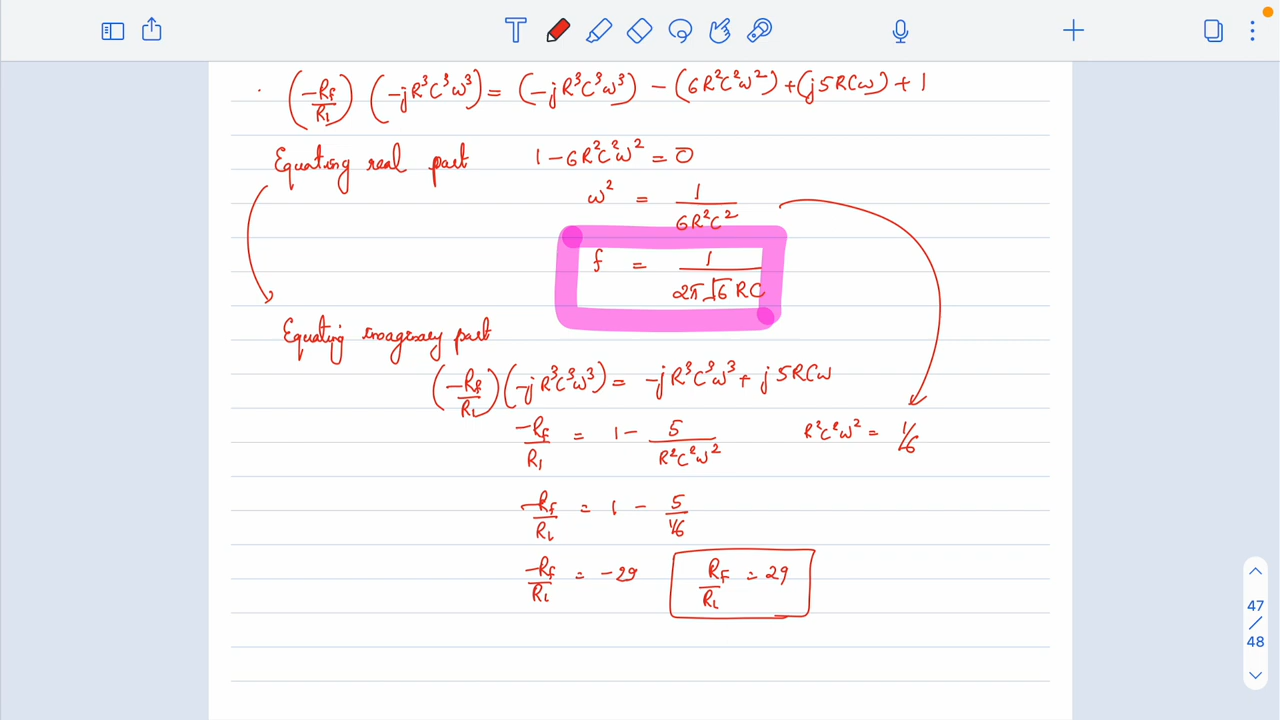 (-Rf/R1) (-jR³C³ω³) = (-jR³C³ω³) - (6R²C²ω²) + (j5RCω) + 1
Equating real part 1-6R²C²ω² = 0
ω² = 1/6R²C²
f = 1/2π√6 RC
Equating imaginary part
(-Rf/R1)(-jR³C³ω³) = -jR³C³ω³ + j5RCω
-Rf/R1 = 1 - 5/R²C²ω² R²C²ω² = 1/6
-Rf/R1 = 1 - 5/1/6
-Rf/R1 = -29 RF/R1 = 29
47
/
48